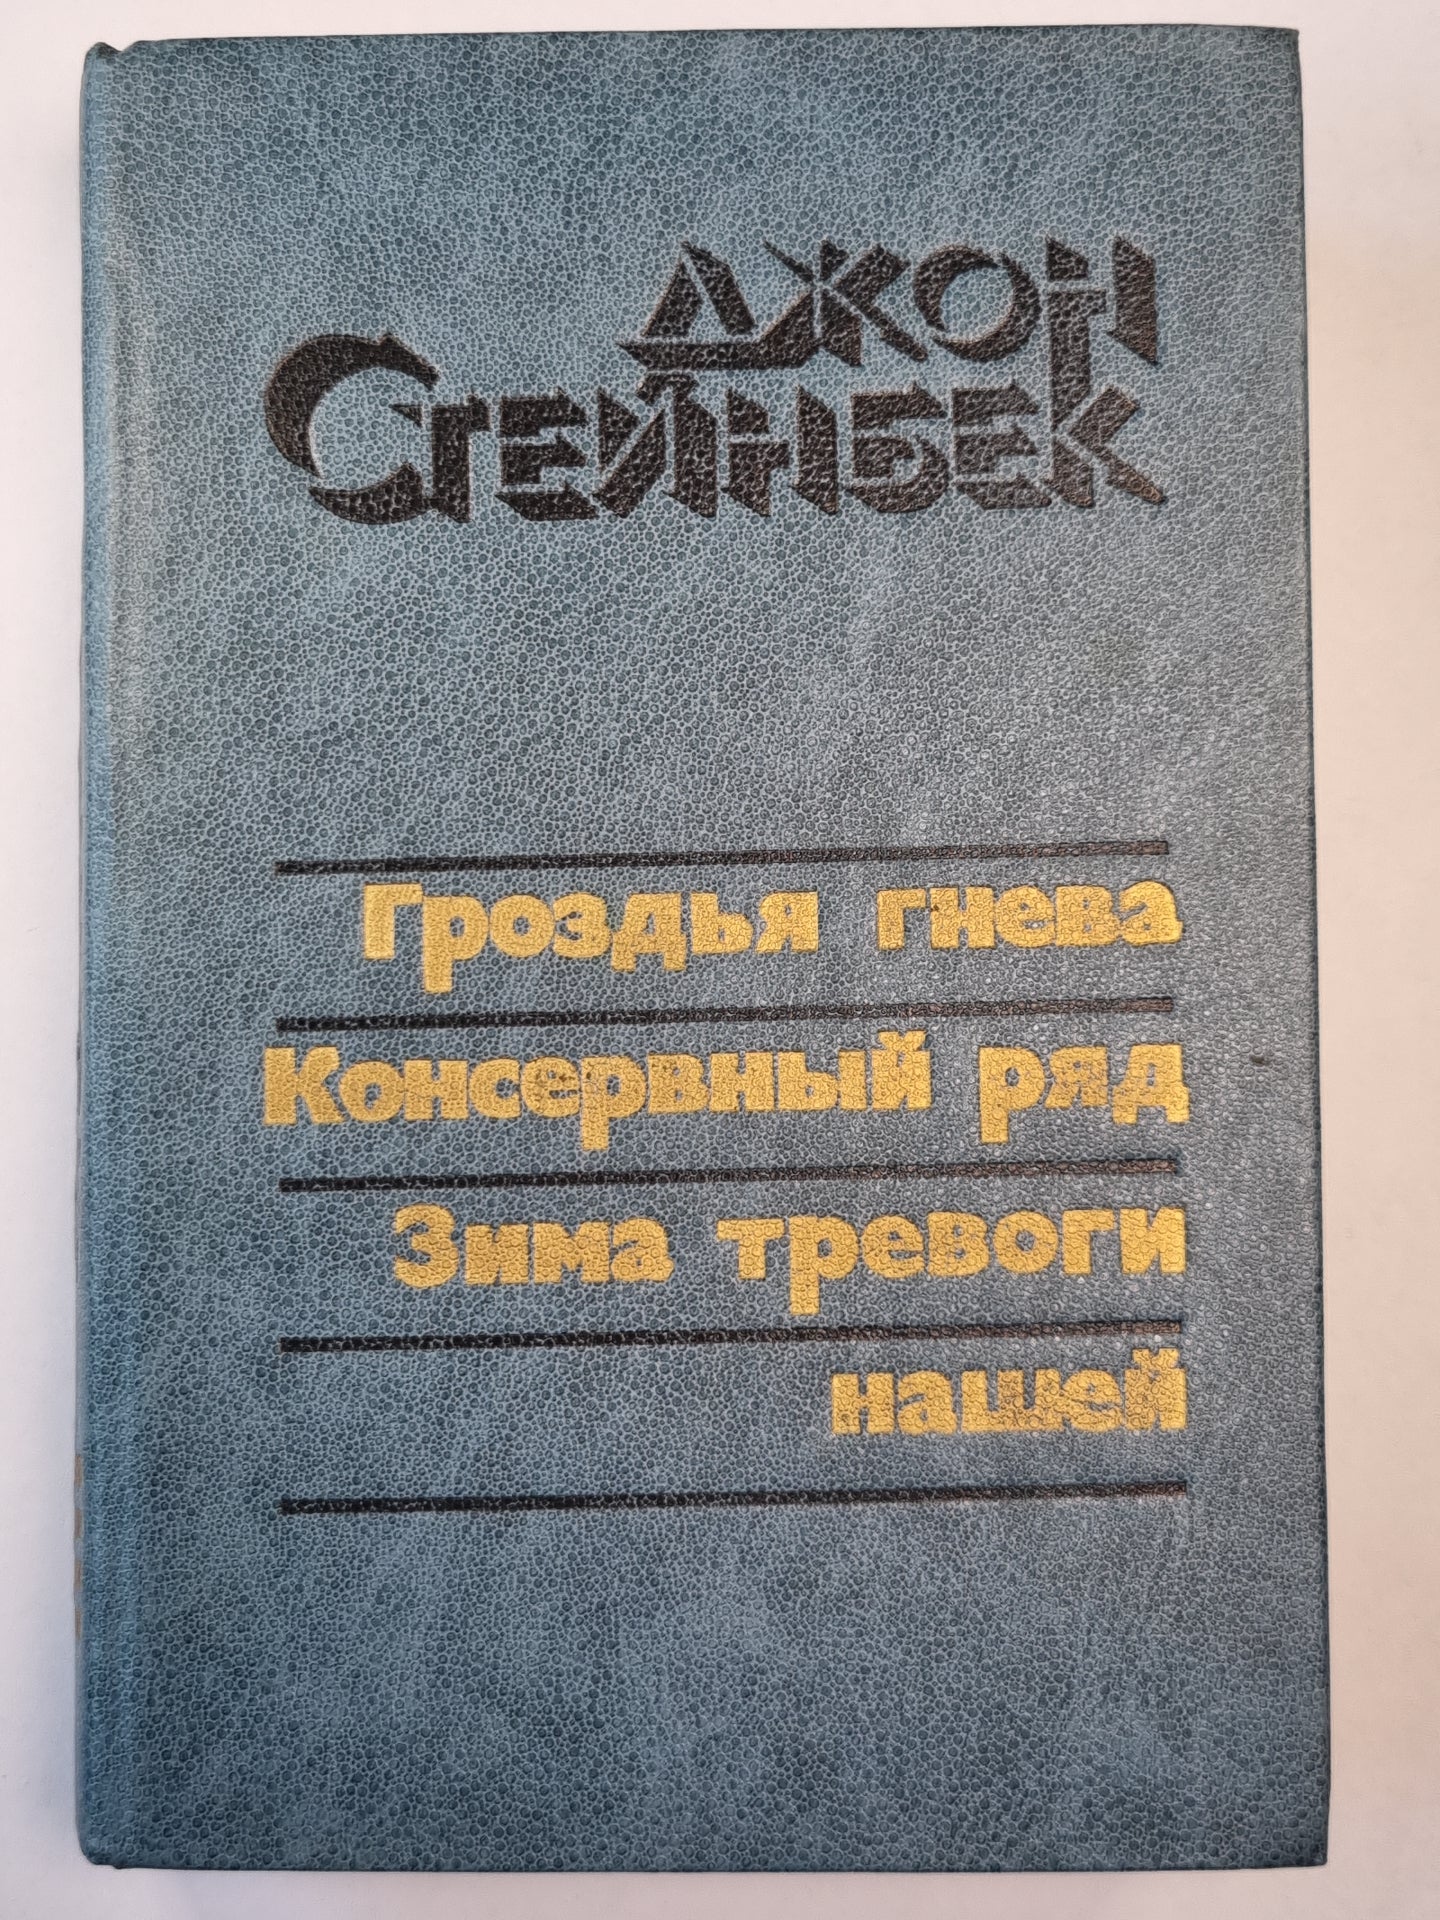 Джон
Стейнбек
Гроздья гнева
Консервный ряд
Зима тревоги
нашей